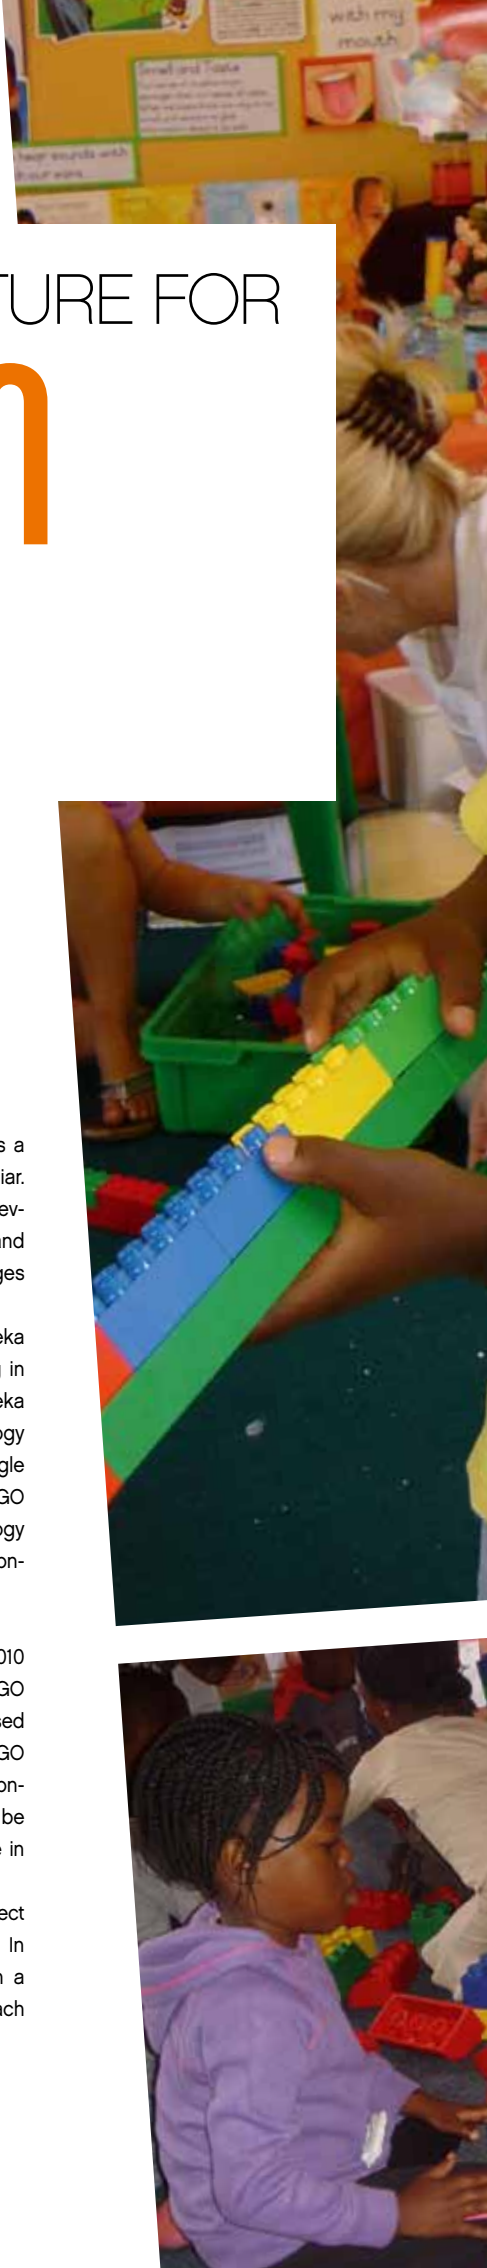 with my
mouth
Smell and Taste
hear sounds with
our ears
TURE FOR
n
s a
iar.
ev-
and
ges
eka
in
eka
ogy
gle
GO
ogy
on-
010
GO
sed
GO
on-
be
in
ect
In
a
ach